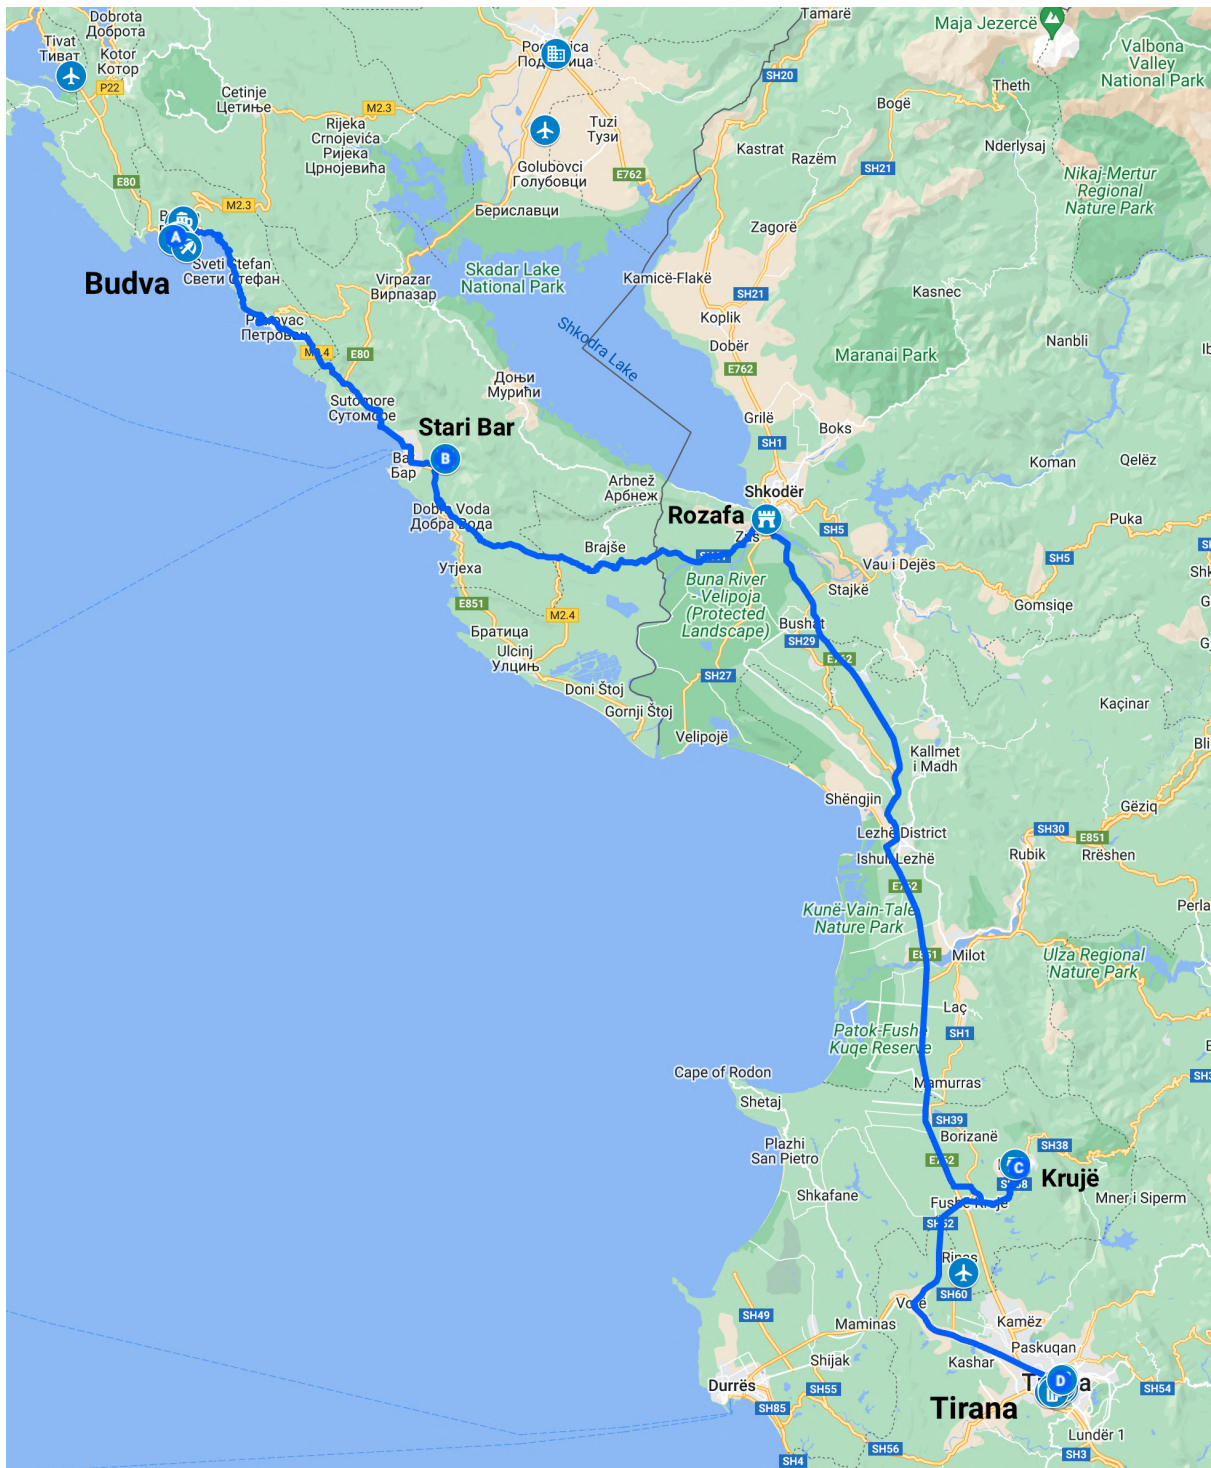 Dobrota
Доброта
Tivat
Тиват
Kotor
Котор
P22
Cetinje
Цетиње
M2.3
Rijeka
Crnojevića
Ријека
Црнојевића
E80
M2.3
Tuzi
Тузи
Golubovci
Голубовци
E762
Бериславци
Tamarë
SH20
Maja Jezercë
Valbona
Valley
National Park
Theth
Bogë
Kastrat
Razëm
SH21
Nderlysaj
Nikaj-Mertur
Regional
Nature Park
Zagorë
Sveti Stefan
Свети Стефан
Budva
Virpazar
Вирпазар
Skadar Lake
National Park
Kamicë-Flakë
SH21
Kasnec
Koplik
Shkodra Lake
Dobër
Maranai Park
Nanbli
E762
E80
Доњи
Мурићи
Sutomore
Сутоморе
Grilë
Boks
SH1
Stari Bar
B
Бар
Koman
Qelëz
Arbnež
Арбнеж
Shkodër
Rozafa
Dobra Voda
Добра Вода
SH5
Puka
Brajše
SH5
Утјеха
Vau i Dejës
Buna River
- Velipoja
(Protected
Landscape)
Stajkë
Gomsiqe
E851
M2.4
Братица
Bushat
SH29
Ulcinj
Улцињ
SH27
Doni Štoj
Gornji Štoj
Kaçinar
Velipojë
Kallmet
i Madh
Shëngjin
Gëziq
Lezhë District
SH30
E851
Ishull Lezhë
Rubik
Rrëshen
Kunë-Vain-Tale
Nature Park
E851
Milot
Ulza Regional
Nature Park
Laç
SH1
Patok-Fushe
Kuqe Reserve
Cape of Rodon
Mamurras
Shetaj
SH39
Borizanë
SH38
Plazhi
San Pietro
C
Krujë
Shkafane
Mner i Siperm
Fushë Krujë
SH52
Rinas
SH60
Vorë
SH49
Maminas
Kamëz
Paskuqan
Shijak
Kashar
Durrës
SH55
D
SH54
Tirana
SH85
Lundër 1
SH56
SH3
SH4
A